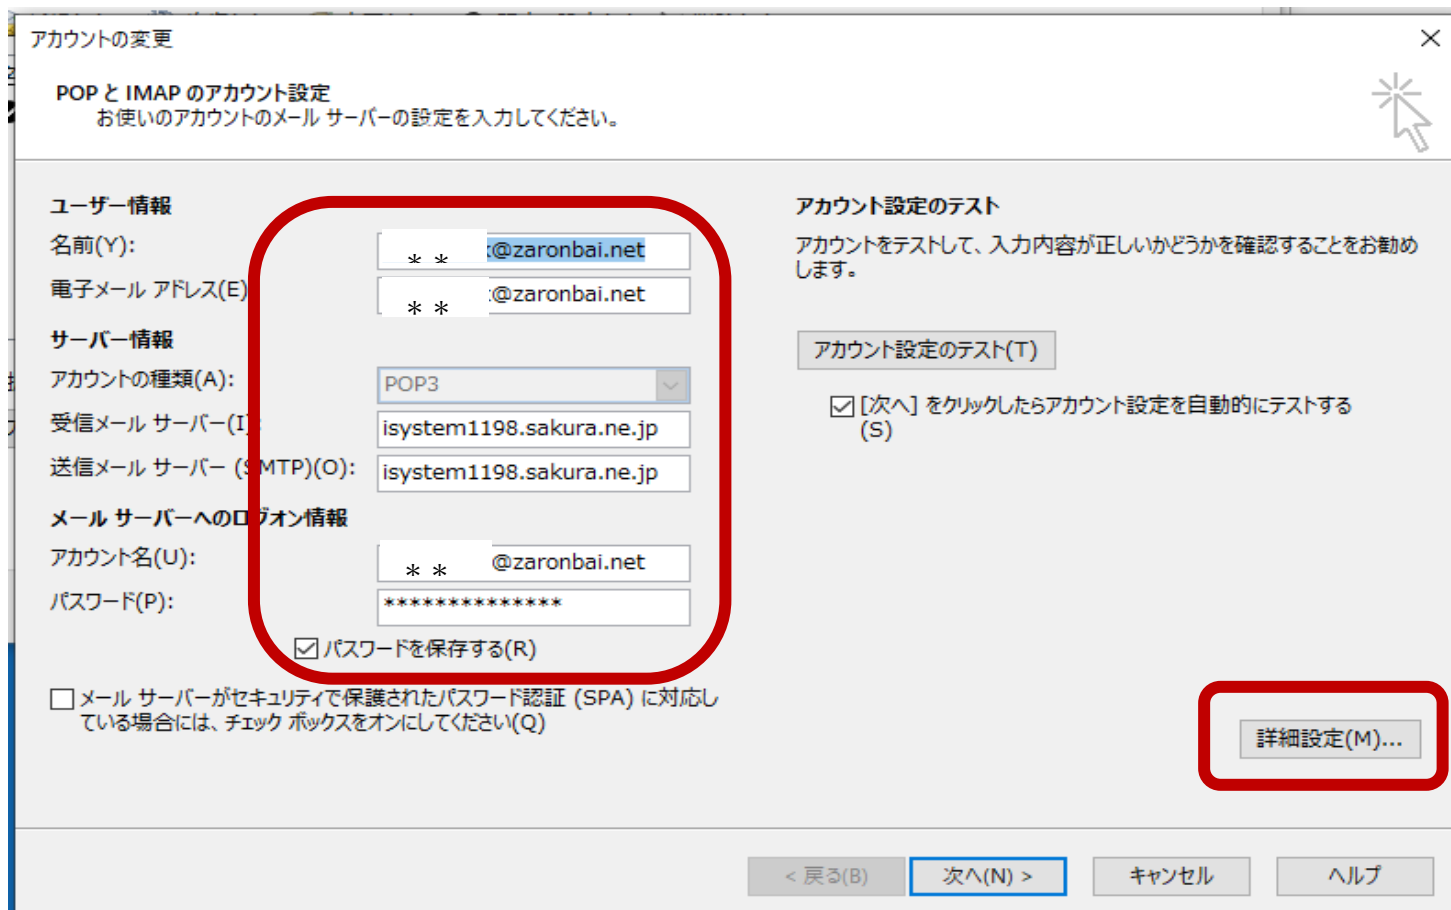 アカウントの変更
POP と IMAP のアカウント設定
お使いのアカウントのメール サーバーの設定を入力してください。
ユーザー情報
名前(Y):
** @zaronbai.net
電子メール アドレス(E)
** @zaronbai.net
サーバー情報
アカウントの種類(A):
POP3
受信メール サーバー(I):
isystem1198.sakura.ne.jp
送信メール サーバー (SMTP)(O):
isystem1198.sakura.ne.jp
メール サーバーへのログオン情報
アカウント名(U):
** @zaronbai.net
パスワード(P):
**************
パスワードを保存する(R)
メール サーバーがセキュリティで保護されたパスワード認証 (SPA) に対応し
ている場合には、チェック ボックスをオンにしてください(Q)
アカウント設定のテスト
アカウントをテストして、入力内容が正しいかどうかを確認することをお勧め
します。
アカウント設定のテスト(T)
[次へ] をクリックしたらアカウント設定を自動的にテストする
(S)
詳細設定(M)...
< 戻る(B)
次へ(N) >
キャンセル
ヘルプ